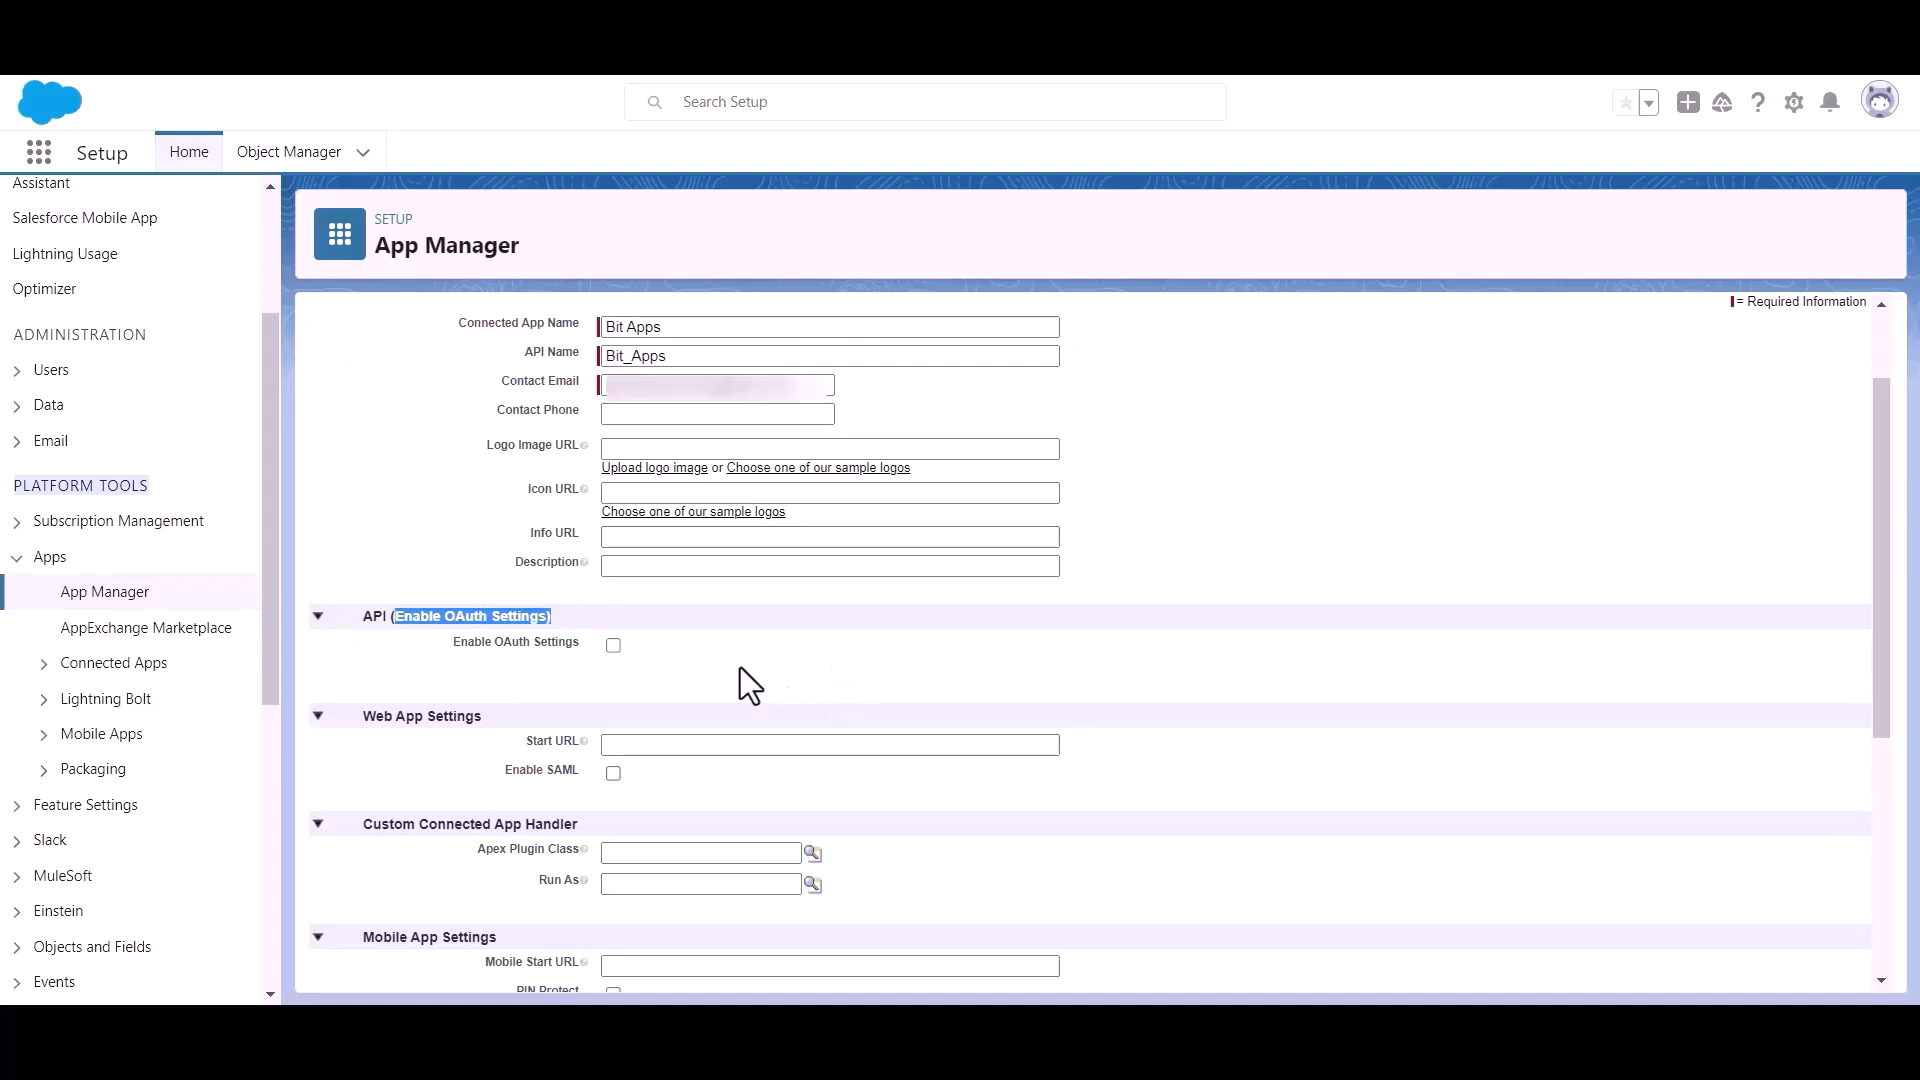 Search Setup
Setup
Home
Object Manager
Assistant
Salesforce Mobile App
Lightning Usage
Optimizer
ADMINISTRATION
Users
Data
Email
PLATFORM TOOLS
Subscription Management
Apps
App Manager
AppExchange Marketplace
Connected Apps
Lightning Bolt
Mobile Apps
Packaging
Feature Settings
Slack
MuleSoft
Einstein
Objects and Fields
Events
SETUP
App Manager
= Required Information
Connected App Name Bit Apps
API Name Bit_Apps
Contact Email
Contact Phone
Logo Image URL
Upload logo image or Choose one of our sample logos
Icon URL
Choose one of our sample logos
Info URL
Description
API (Enable OAuth Settings)
Enable OAuth Settings
Web App Settings
Start URL
Enable SAML
Custom Connected App Handler
Apex Plugin Class
Run As
Mobile App Settings
Mobile Start URL
PIN Protect